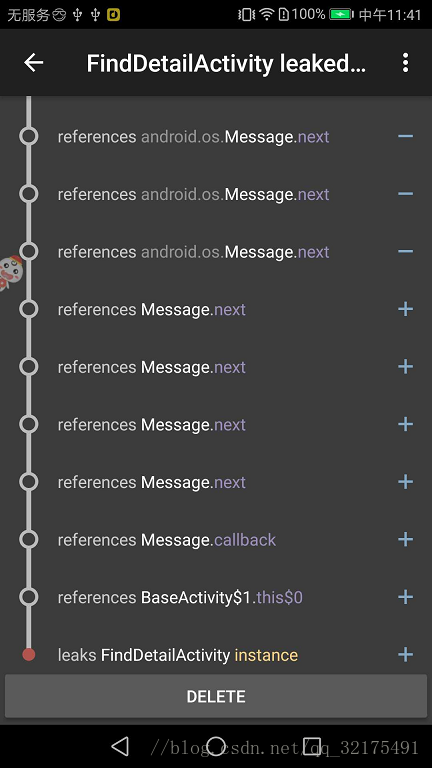 无服务 100% 中午11:41
FindDetailActivity leaked...
references android.os.Message.next
references android.os.Message.next
references android.os.Message.next
references Message.next
references Message.next
references Message.next
references Message.next
references Message.callback
references BaseActivity$1.this$0
leaks FindDetailActivity instance
DELETE
//blog.csdn.net/qq_32175491